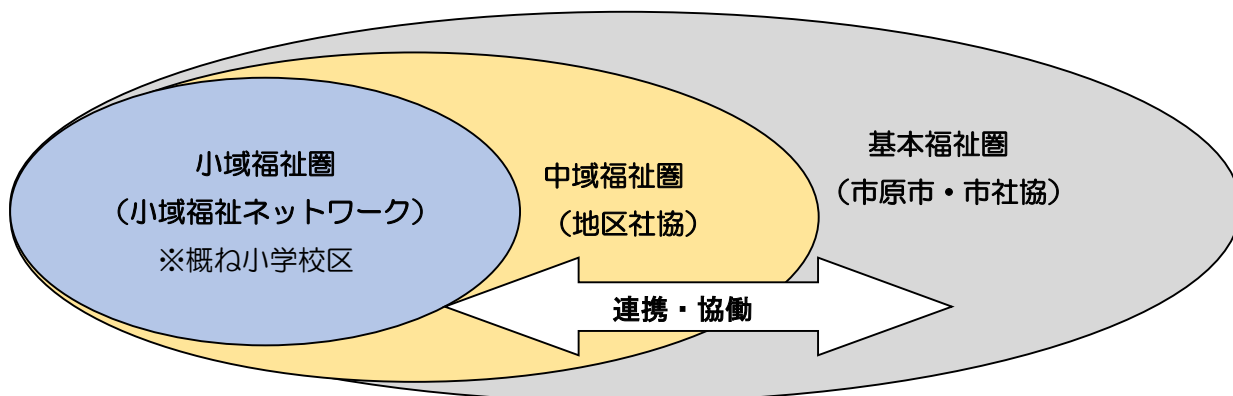 小域福祉圏
（小域福祉ネットワーク）
※概ね小学校区
中域福祉圏
（地区社協）
基本福祉圏
（市原市・市社協）
連携・協働